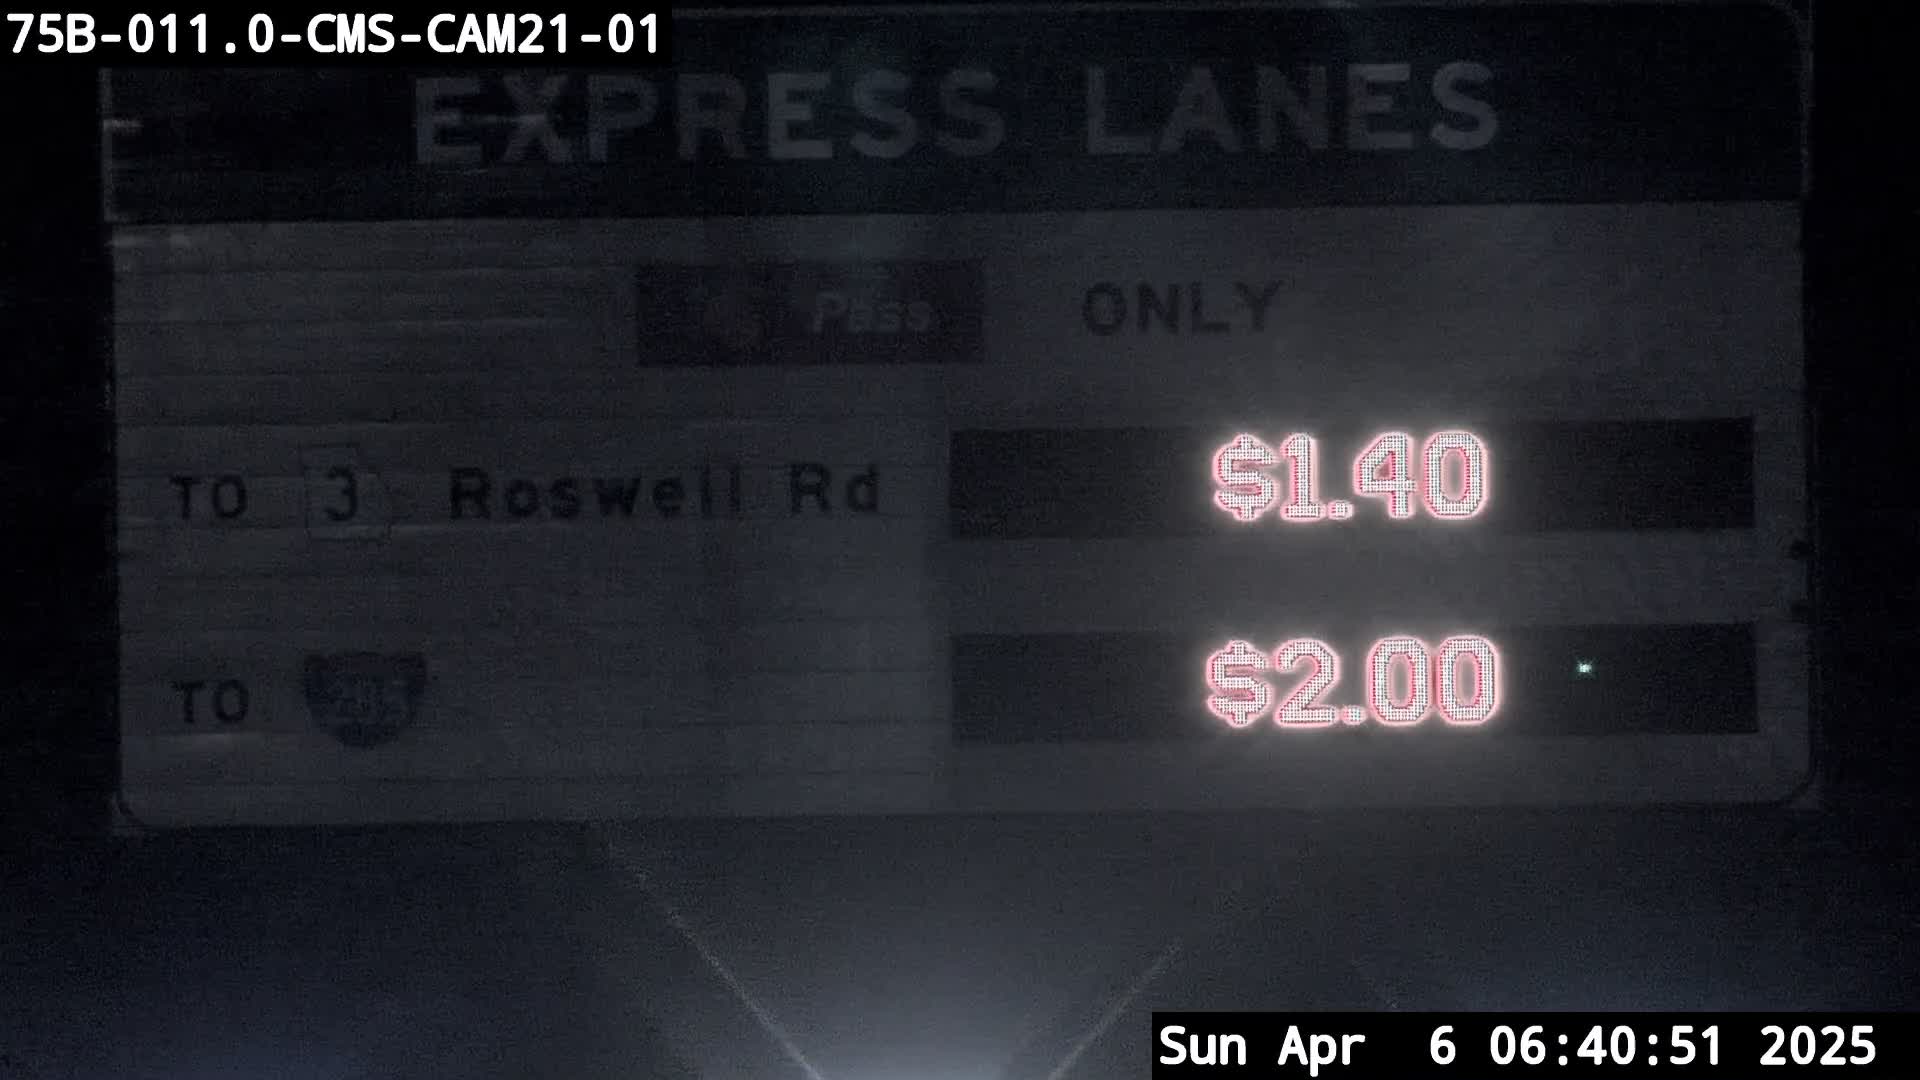 75B-011.0-CMS-CAM21-01
EXPRESS LANES
Pass ONLY
TO 3 Roswell Rd $1.40
TO $2.00
Sun Apr 6 06:40:51 2025